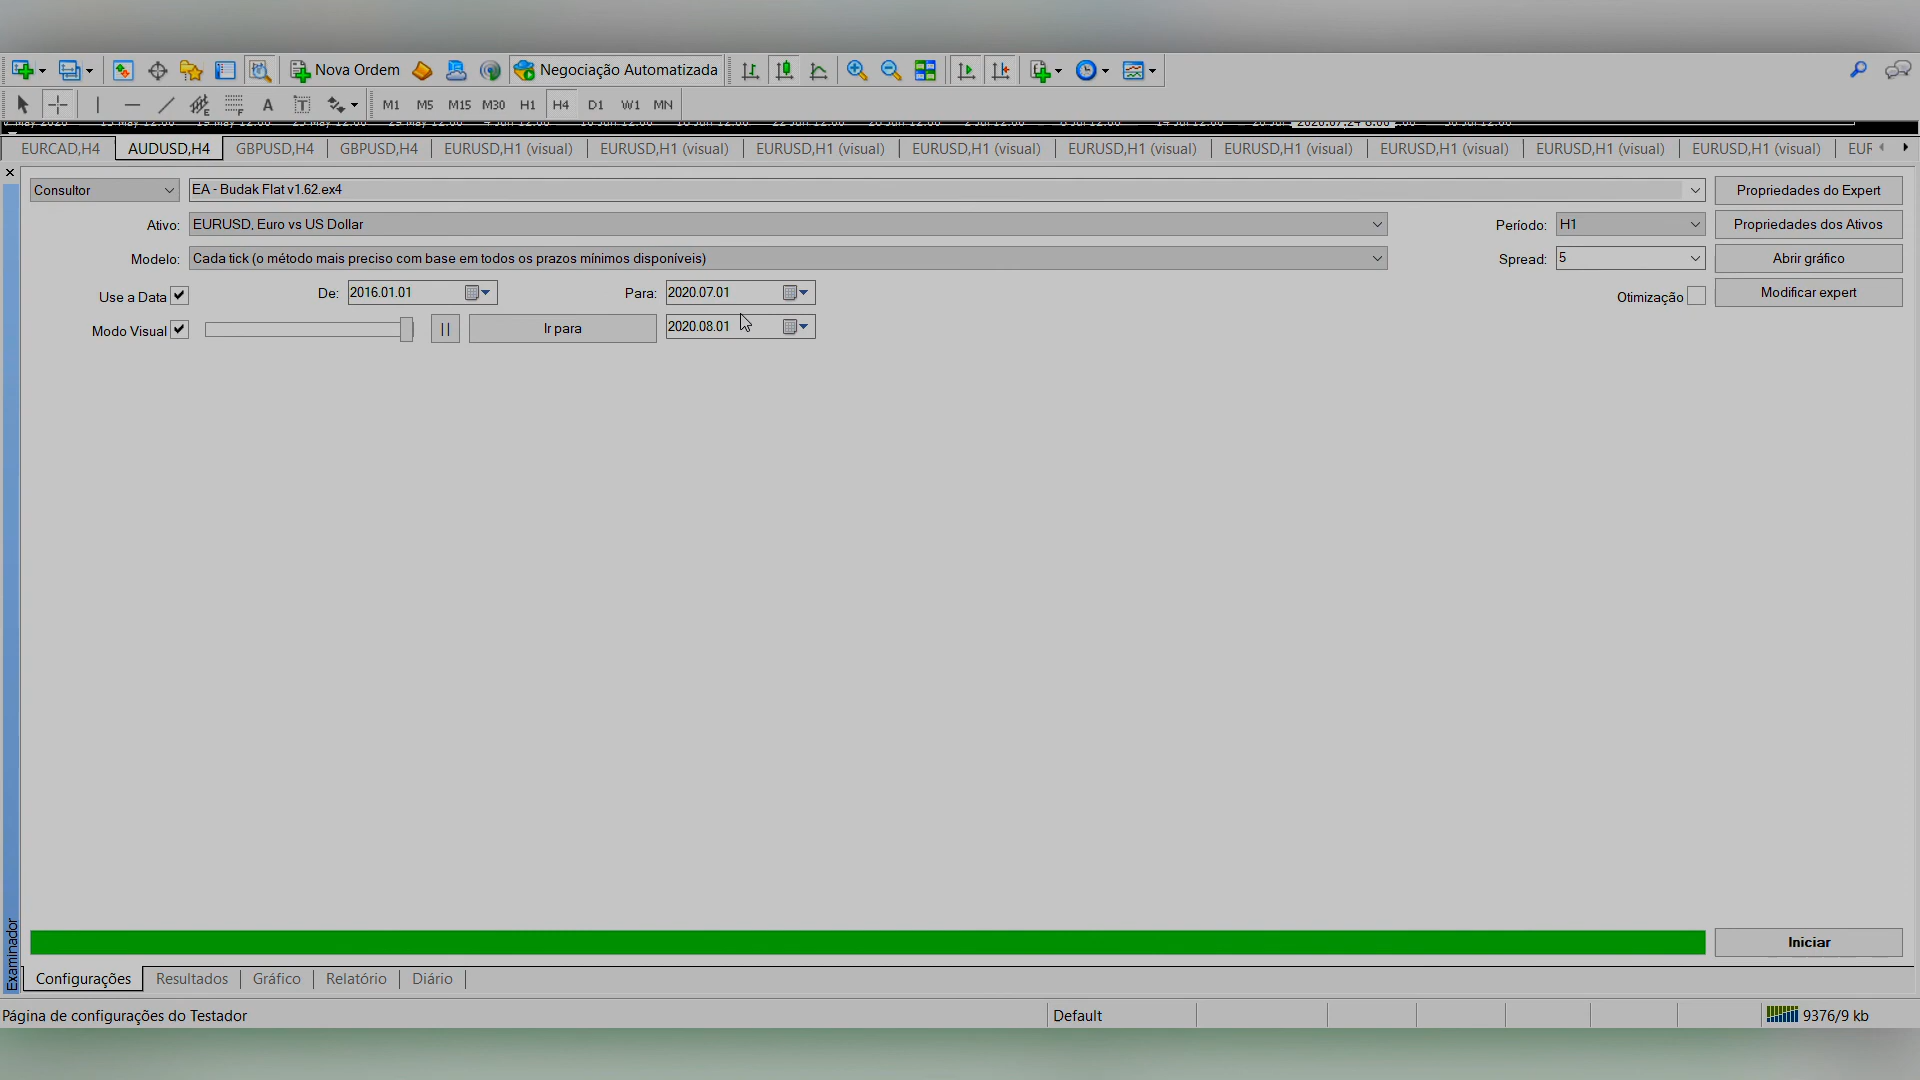 Nova Ordem Negociação Automatizada
A T M1 M5 M15 M30 H1 H4 D1 W1 MN
EURCAD,H4 AUDUSD,H4 GBPUSD,H4 GBPUSD,H4 EURUSD,H1 (visual) EURUSD,H1 (visual) EURUSD,H1 (visual) EURUSD,H1 (visual) EURUSD,H1 (visual) EURUSD,H1 (visual) EURUSD,H1 (visual) EURUSD,H1 (visual) EURUSD,H1 (visual) EUR
Consultor EA - Budak Flat v1.62.ex4 Propriedades do Expert
Ativo: EURUSD, Euro vs US Dollar Período: H1 Propriedades dos Ativos
Modelo: Cada tick (o método mais preciso com base em todos os prazos mínimos disponíveis) Spread: 5 Abrir gráfico
Use a Data De: 2016.01.01 Para: 2020.07.01 Otimização Modificar expert
Modo Visual Ir para 2020.08.01
Examinador
Iniciar
Configurações Resultados Gráfico Relatório Diário
Página de configurações do Testador Default 9376/9 kb